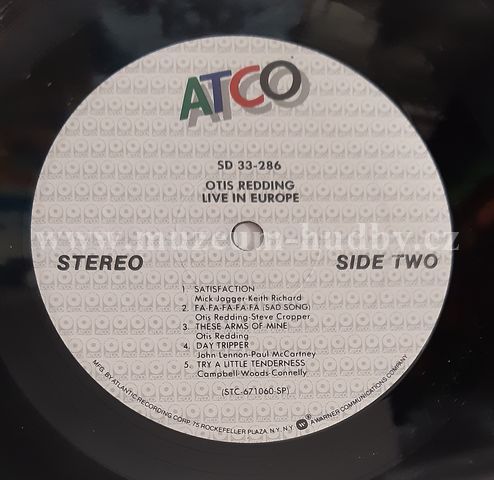 ATCO
SD 33-286
OTIS REDDING
LIVE IN EUROPE
www.muzeum-hudby.cz
STEREO
SIDE TWO
1. SATISFACTION
Mick Jagger-Keith Richard
2. FA-FA-FA-FA-FA (SAD SONG)
Otis Redding-Steve Cropper
3. THESE ARMS OF MINE
Otis Redding
4. DAY TRIPPER
John Lennon-Paul McCartney
5. TRY A LITTLE TENDERNESS
Campbell-Woods-Connelly
(STC-671060-SP)
MFG. BY ATLANTIC RECORDING CORP. 75 ROCKEFELLER PLAZA, N.Y. N.Y. W ® A WARNER COMMUNICATIONS COMPANY